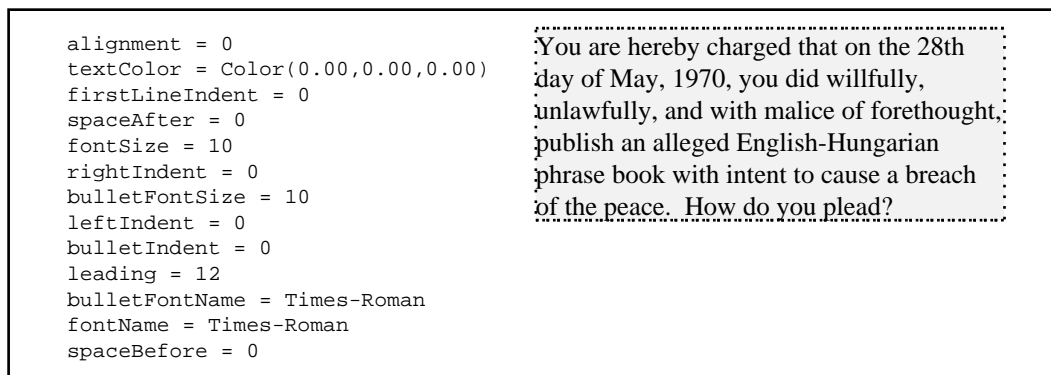 alignment = 0
textColor = Color(0.00,0.00,0.00)
firstLineIndent = 0
spaceAfter = 0
fontSize = 10
rightIndent = 0
bulletFontSize = 10
leftIndent = 0
bulletIndent = 0
leading = 12
bulletFontName = Times-Roman
fontName = Times-Roman
spaceBefore = 0
You are hereby charged that on the 28th
day of May, 1970, you did willfully,
unlawfully, and with malice of forethought,
publish an alleged English-Hungarian
phrase book with intent to cause a breach
of the peace.  How do you plead?